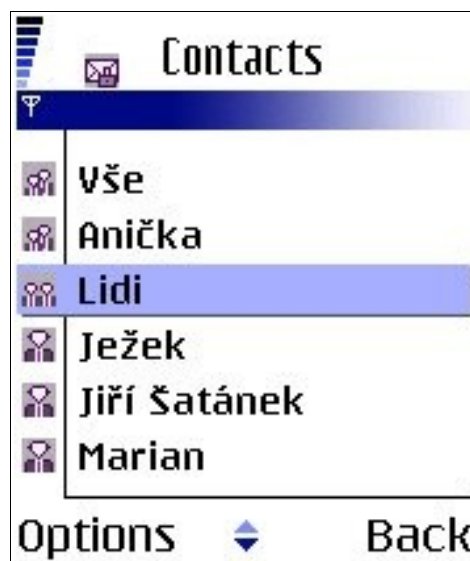 Contacts
Vše
Anička
Lidi
Ježek
Jiří Šatánek
Marian
Options Back